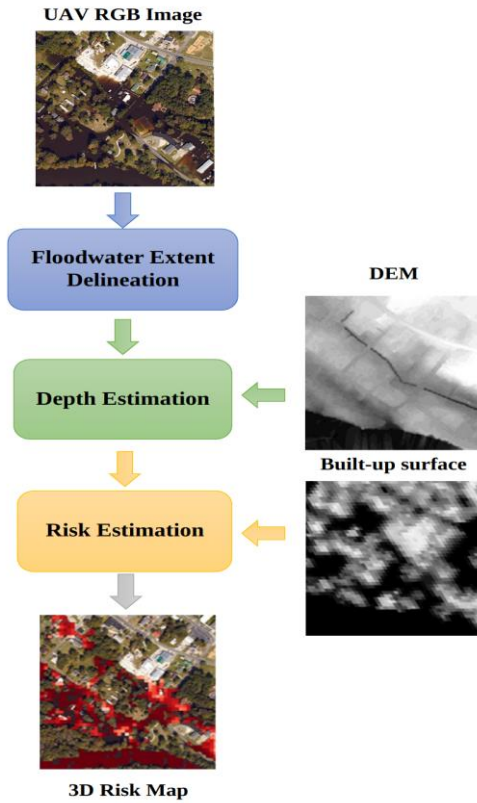 UAV RGB Image
Floodwater Extent
Delineation
DEM
Depth Estimation
Built-up surface
Risk Estimation
3D Risk Map